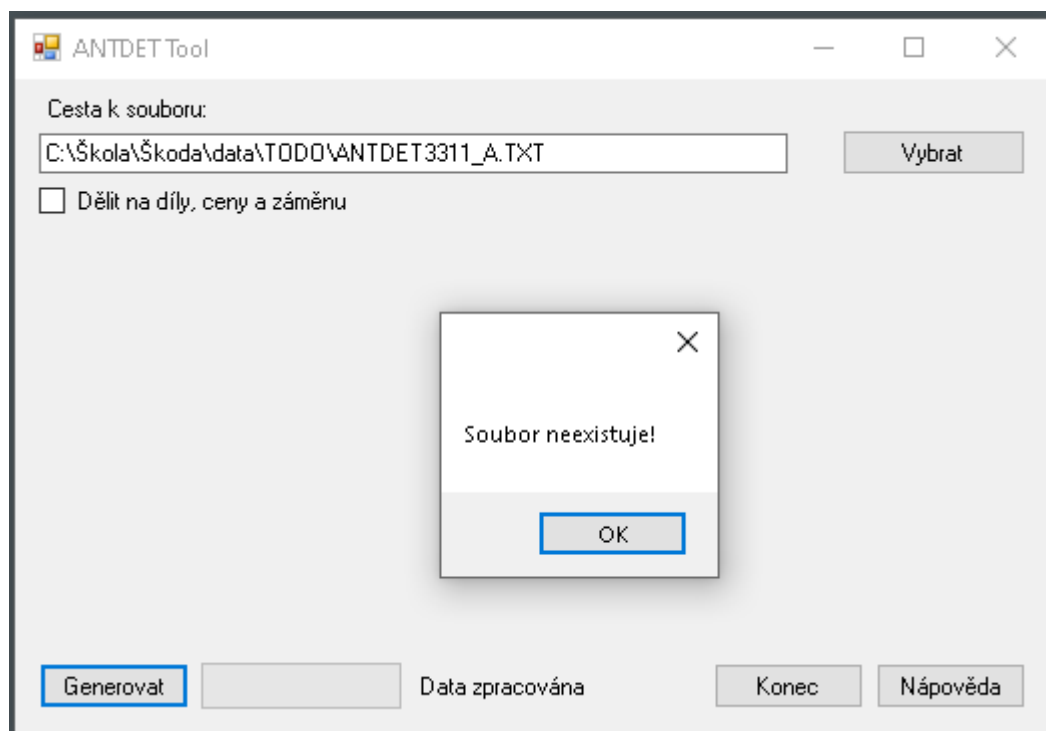 ANTDET Tool
Cesta k souboru:
C:\Škola\Škoda\data\TODO\ANTDET3311_A.TXT
Vybrat
Dělit na díly, ceny a záměnu
Soubor neexistuje!
OK
Generovat
Data zpracována
Konec
Nápověda